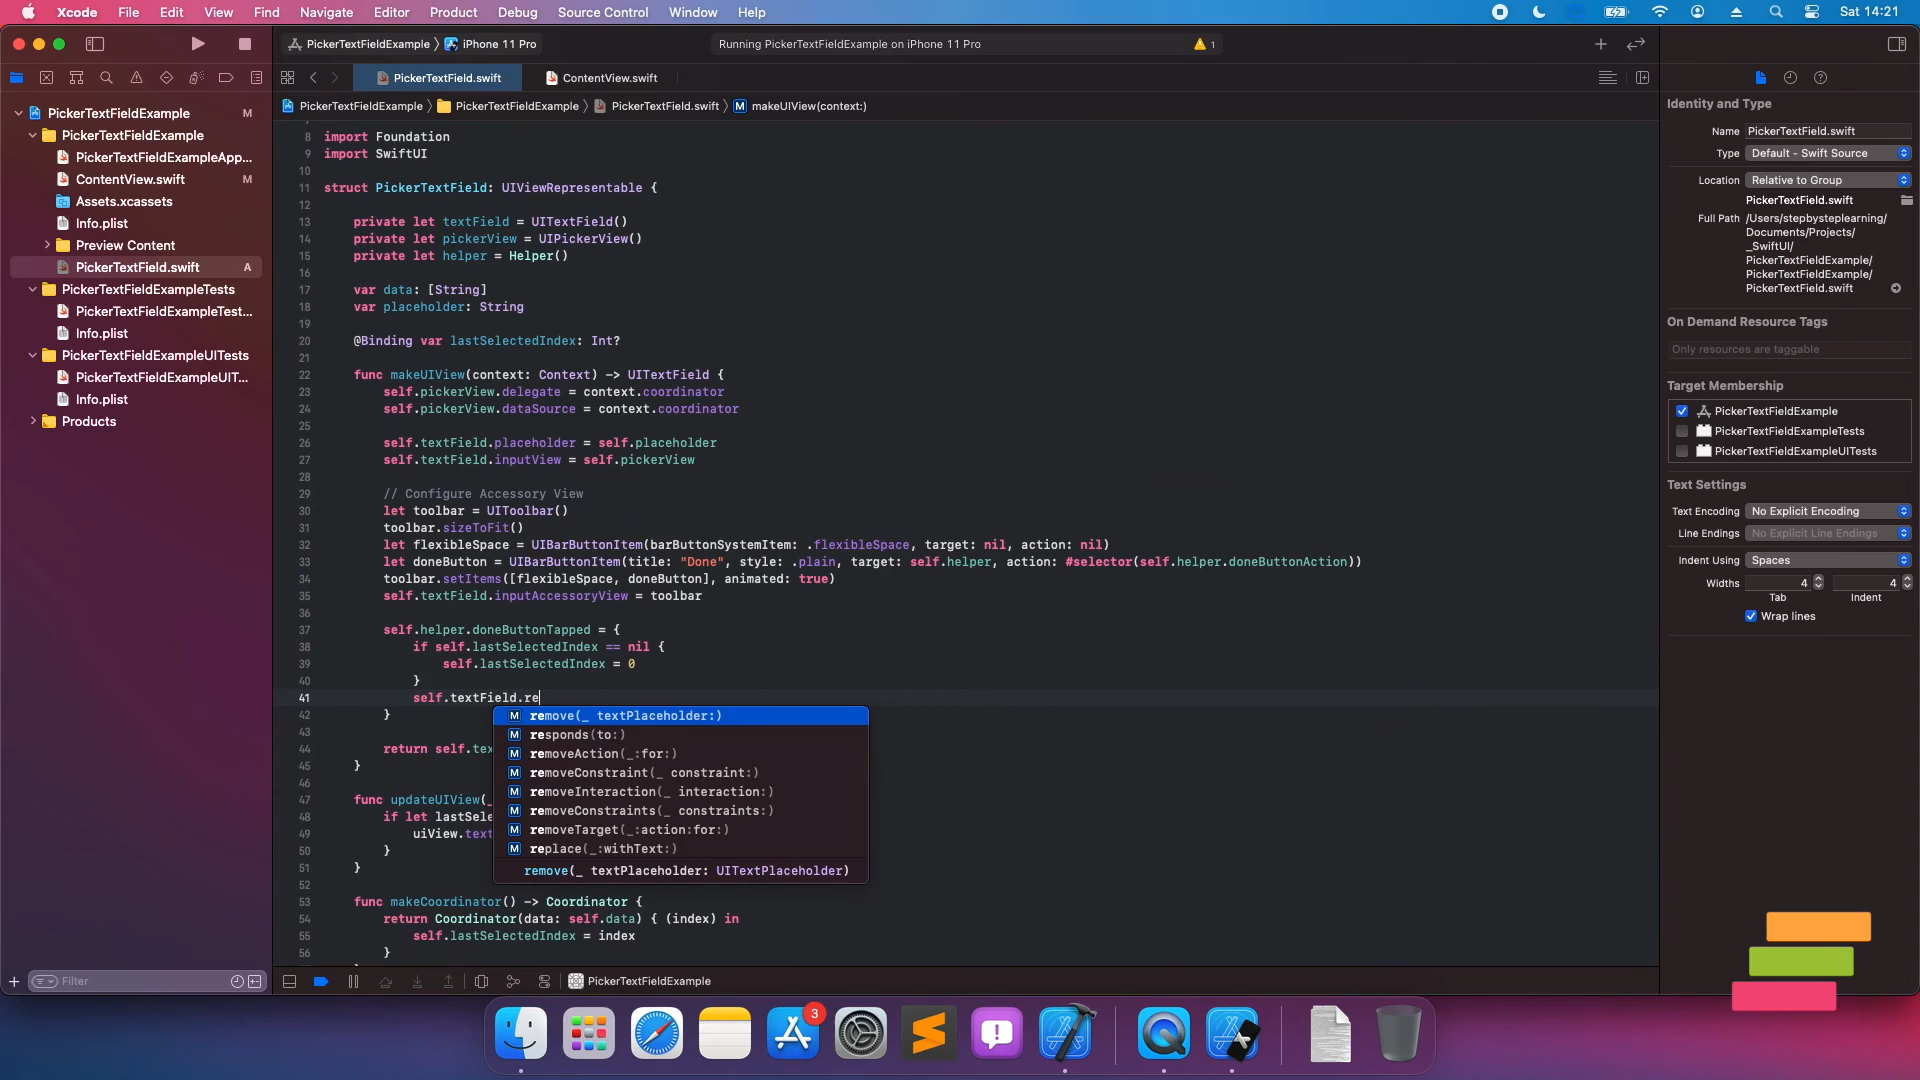 Xcode File Edit View Find Navigate Editor Product Debug Source Control Window Help Sat 14:21
PickerTextFieldExample 〉 iPhone 11 Pro
Running PickerTextFieldExample on iPhone 11 Pro
1
PickerTextField.swift
ContentView.swift
PickerTextFieldExample 〉 PickerTextFieldExample 〉 PickerTextField.swift 〉 M makeUIView(context:)
PickerTextFieldExample M
PickerTextFieldExample
PickerTextFieldExampleApp...
ContentView.swift M
Assets.xcassets
Info.plist
Preview Content
PickerTextField.swift A
PickerTextFieldExampleTests
PickerTextFieldExampleTest...
Info.plist
PickerTextFieldExampleUITests
PickerTextFieldExampleUIT...
Info.plist
Products
Filter
8 import Foundation
9 import SwiftUI
10
11 struct PickerTextField: UIViewRepresentable {
12
13 private let textField = UITextField()
14 private let pickerView = UIPickerView()
15 private let helper = Helper()
16
17 var data: [String]
18 var placeholder: String
19
20 @Binding var lastSelectedIndex: Int?
21
22 func makeUIView(context: Context) -> UITextField {
23 self.pickerView.delegate = context.coordinator
24 self.pickerView.dataSource = context.coordinator
25
26 self.textField.placeholder = self.placeholder
27 self.textField.inputView = self.pickerView
28
29 // Configure Accessory View
30 let toolbar = UIToolbar()
31 toolbar.sizeToFit()
32 let flexibleSpace = UIBarButtonItem(barButtonSystemItem: .flexibleSpace, target: nil, action: nil)
33 let doneButton = UIBarButtonItem(title: "Done", style: .plain, target: self.helper, action: #selector(self.helper.doneButtonAction))
34 toolbar.setItems([flexibleSpace, doneButton], animated: true)
35 self.textField.inputAccessoryView = toolbar
36
37 self.helper.doneButtonTapped = {
38 if self.lastSelectedIndex == nil {
39 self.lastSelectedIndex = 0
40 }
41 self.textField.re
42 }
43
44 return self.tex
45 }
46
47 func updateUIView(_
48 if let lastSele
49 uiView.text
50 }
51 }
52
53 func makeCoordinator() -> Coordinator {
54 return Coordinator(data: self.data) { (index) in
55 self.lastSelectedIndex = index
56 }
M remove(_ textPlaceholder:)
M responds(to:)
M removeAction(_:for:)
M removeConstraint(_ constraint:)
M removeInteraction(_ interaction:)
M removeConstraints(_ constraints:)
M removeTarget(_:action:for:)
M replace(_:withText:)
remove(_ textPlaceholder: UITextPlaceholder)
PickerTextFieldExample
Identity and Type
Name PickerTextField.swift
Type Default - Swift Source
Location Relative to Group
PickerTextField.swift
Full Path /Users/stepbysteplearning/
Documents/Projects/
_SwiftUI/
PickerTextFieldExample/
PickerTextFieldExample/
PickerTextField.swift
On Demand Resource Tags
Only resources are taggable
Target Membership
PickerTextFieldExample
PickerTextFieldExampleTests
PickerTextFieldExampleUITests
Text Settings
Text Encoding No Explicit Encoding
Line Endings No Explicit Line Endings
Indent Using Spaces
Widths 4 4
Tab Indent
Wrap lines
3